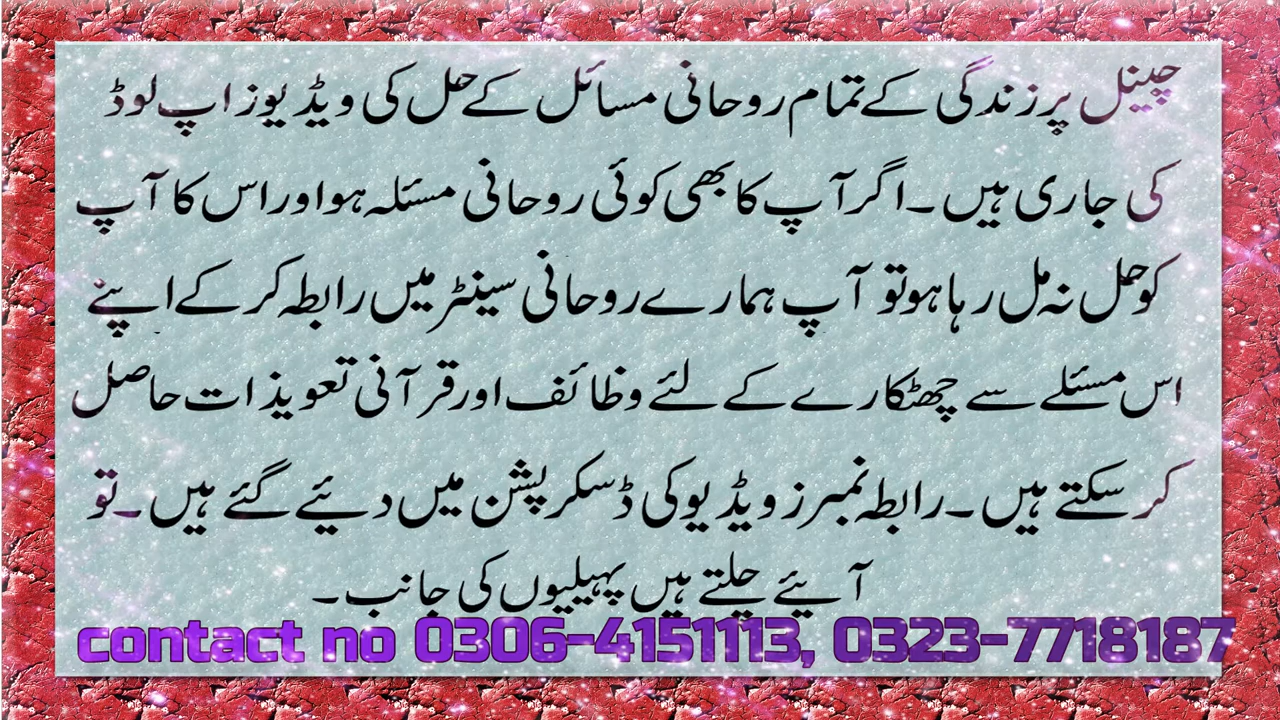 چینل پر زندگی کے تمام روحانی مسائل کے حل کی ویڈیوز اپ لوڈ
کی جاری ہیں ۔ اگر آپ کا بھی کوئی روحانی مسئلہ ہو اور اس کا آپ
کو حل نہ مل رہا ہو تو آپ ہمارے روحانی سینٹر میں رابطہ کر کے اپنے
اس مسئلے سے چھٹکارے کے لئے وظائف اور قرآنی تعویذات حاصل
کر سکتے ہیں ۔ رابطہ نمبرز ویڈیو کی ڈسکرپشن میں دئیے گئے ہیں ۔ تو
آئیے چلتے ہیں پہیلیوں کی جانب ۔
contact no 0306-4151113, 0323-7718187